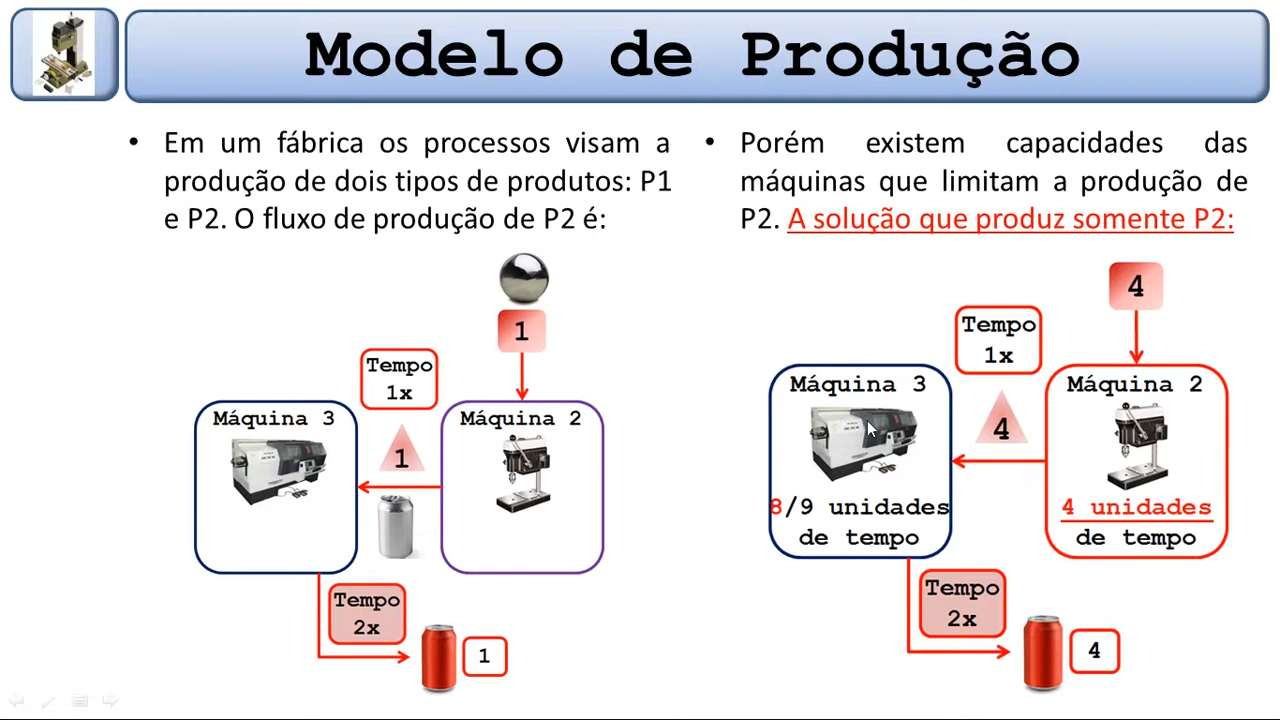 Modelo de Produção
• Em um fábrica os processos visam a
produção de dois tipos de produtos: P1
e P2. O fluxo de produção de P2 é:
1
Tempo
1x
Máquina 3
Máquina 2
1
Tempo
2x
1
• Porém existem capacidades das
máquinas que limitam a produção de
P2. A solução que produz somente P2:
4
Tempo
1x
Máquina 3
Máquina 2
4
8/9 unidades
de tempo
4 unidades
de tempo
Tempo
2x
4